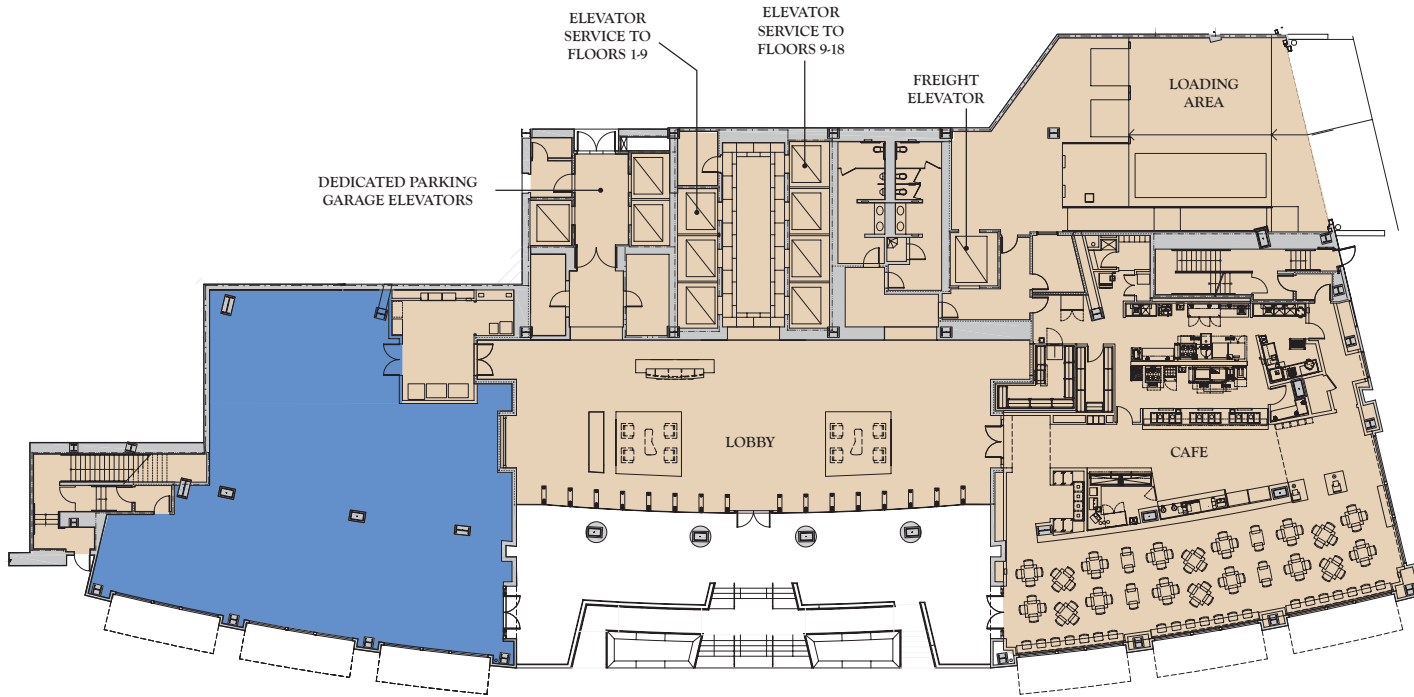 ELEVATOR
SERVICE TO
FLOORS 1-9
ELEVATOR
SERVICE TO
FLOORS 9-18
FREIGHT
ELEVATOR
LOADING
AREA
DEDICATED PARKING
GARAGE ELEVATORS
LOBBY
CAFE